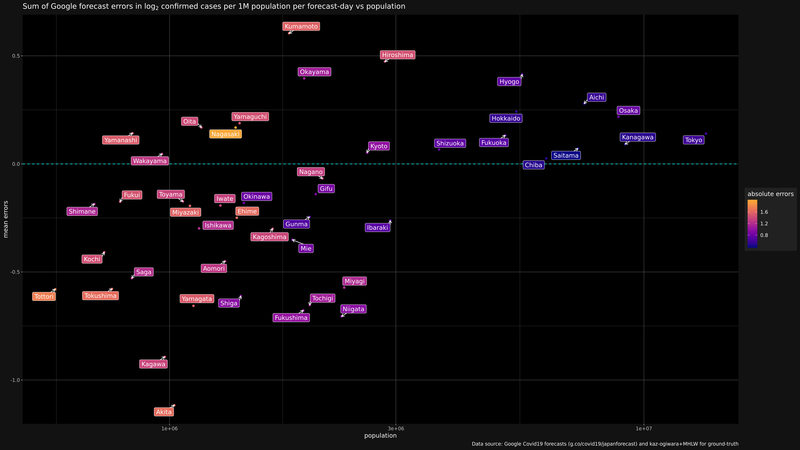 Sum of Google forecast errors in log₂ confirmed cases per 1M population per forecast-day vs population
Kumamoto
0.5
Hiroshima
Okayama
Hyogo
Aichi
Osaka
Yamaguchi
Hokkaido
Oita
Nagasaki
Yamanashi
Kanagawa
Kyoto
Shizuoka
Fukuoka
Tokyo
Wakayama
Saitama
0.0
Chiba
Nagano
Gifu
absolute errors
Fukui
Toyama
Iwate
Okinawa
Shimane
Miyazaki
Ehime
1.6
mean errors
Ishikawa
Gunma
Ibaraki
1.2
Kagoshima
0.8
Mie
Kochi
Aomori
-0.5
Saga
Miyagi
Tottori
Tokushima
Yamagata
Shiga
Tochigi
Niigata
Fukushima
Kagawa
-1.0
Akita
1e+06
3e+06
1e+07
population
Data source: Google Covid19 forecasts (g.co/covid19/japanforecast) and kaz-ogiwara+MHLW for ground-truth